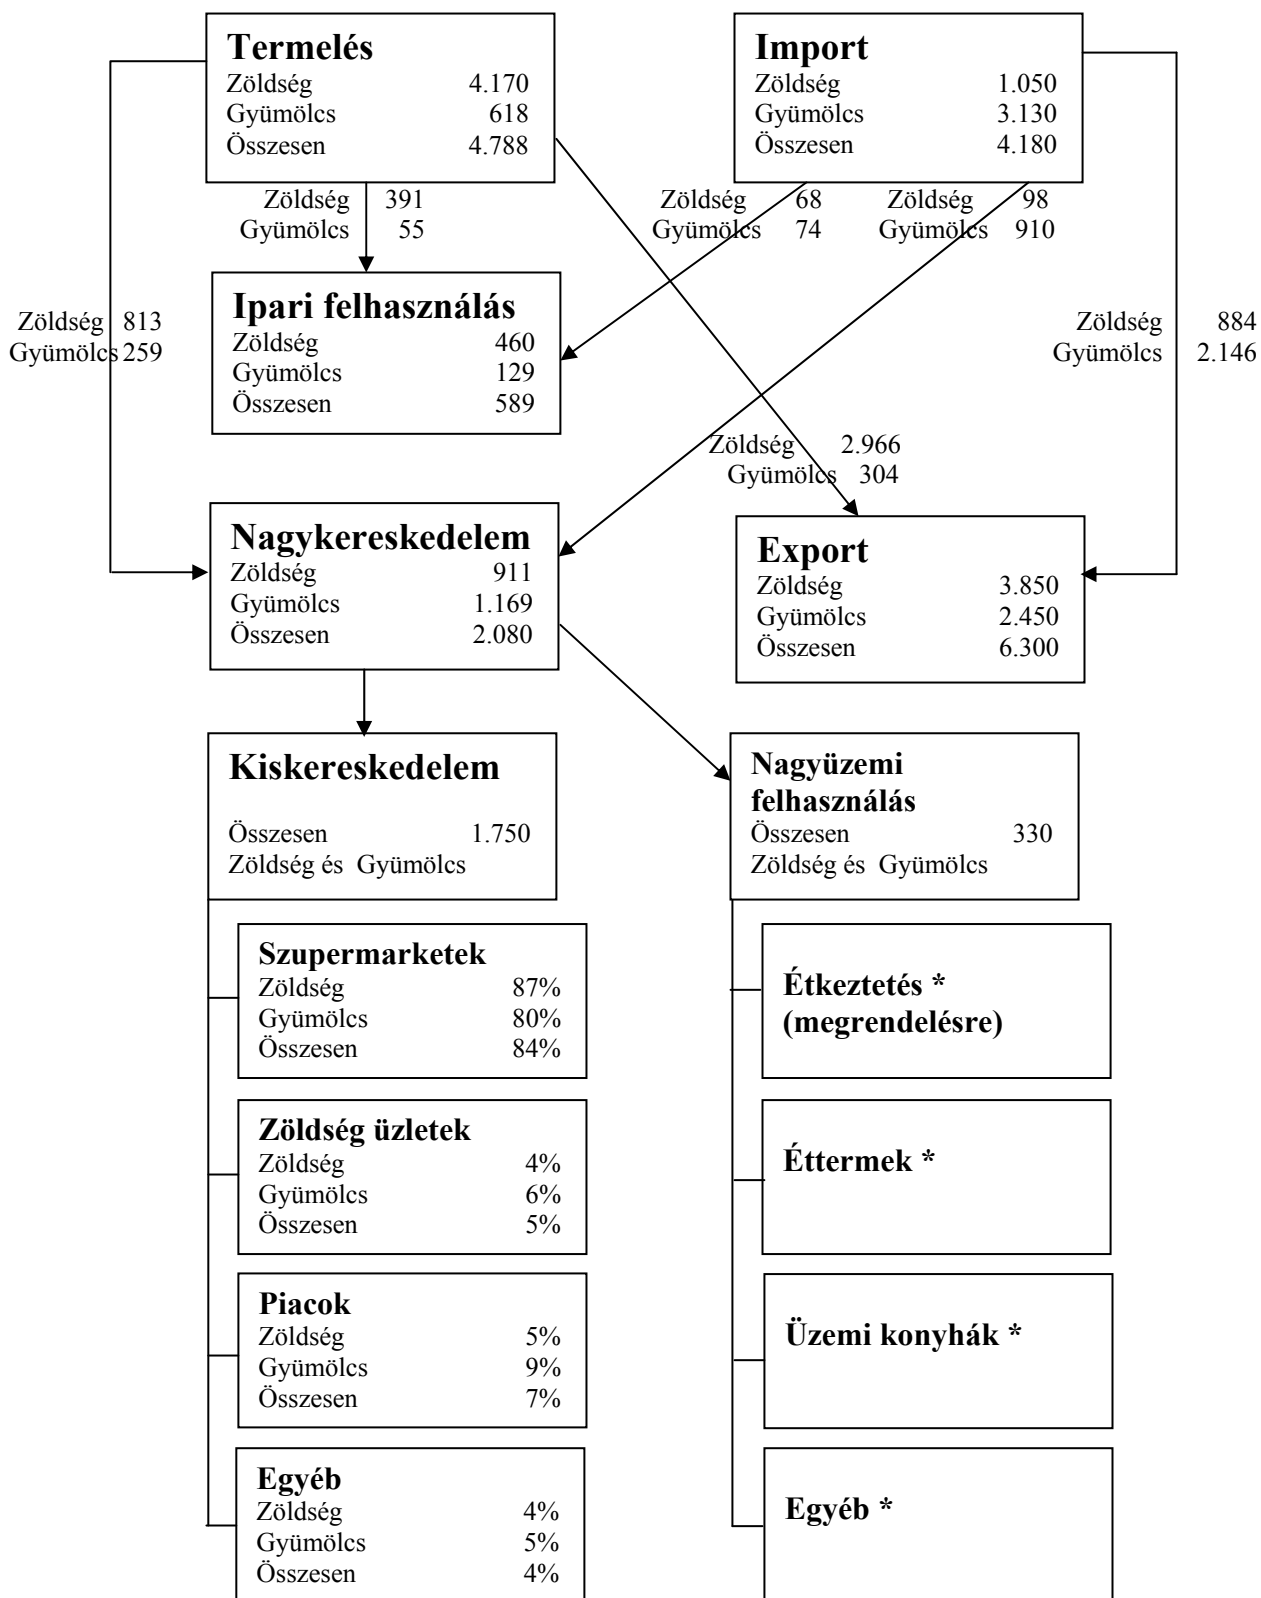 Termelés
Zöldség 4.170
Gyümölcs 618
Összesen 4.788
Import
Zöldség 1.050
Gyümölcs 3.130
Összesen 4.180
Zöldség 391
Gyümölcs 55
Zöldség 68
Gyümölcs 74
Zöldség 98
Gyümölcs 910
Zöldség 813
Gyümölcs 259
Ipari felhasználás
Zöldség 460
Gyümölcs 129
Összesen 589
Zöldség 884
Gyümölcs 2.146
Zöldség 2.966
Gyümölcs 304
Nagykereskedelem
Zöldség 911
Gyümölcs 1.169
Összesen 2.080
Export
Zöldség 3.850
Gyümölcs 2.450
Összesen 6.300
Kiskereskedelem
Összesen 1.750
Zöldség és Gyümölcs
Nagyüzemi
felhasználás
Összesen 330
Zöldség és Gyümölcs
Szupermarketek
Zöldség 87%
Gyümölcs 80%
Összesen 84%
Étkeztetés *
(megrendelésre)
Zöldség üzletek
Zöldség 4%
Gyümölcs 6%
Összesen 5%
Éttermek *
Piacok
Zöldség 5%
Gyümölcs 9%
Összesen 7%
Üzemi konyhák *
Egyéb
Zöldség 4%
Gyümölcs 5%
Összesen 4%
Egyéb *